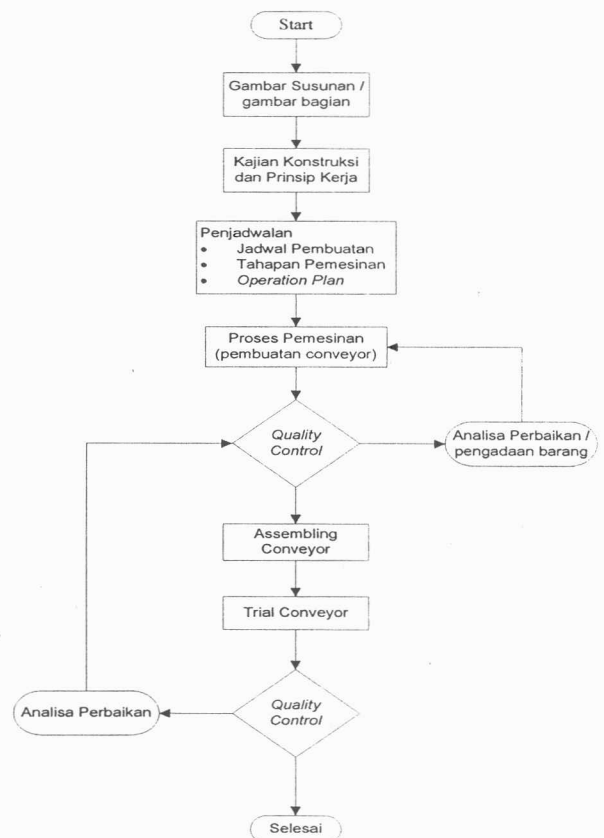 Start
Gambar Susunan /
gambar bagian
Kajian Konstruksi
dan Prinsip Kerja
Penjadwalan
• Jadwal Pembuatan
• Tahapan Pemesinan
• Operation Plan
Proses Pemesinan
(pembuatan conveyor)
Quality
Control
Analisa Perbaikan /
pengadaan barang
Assembling
Conveyor
Trial Conveyor
Quality
Control
Analisa Perbaikan
Selesai